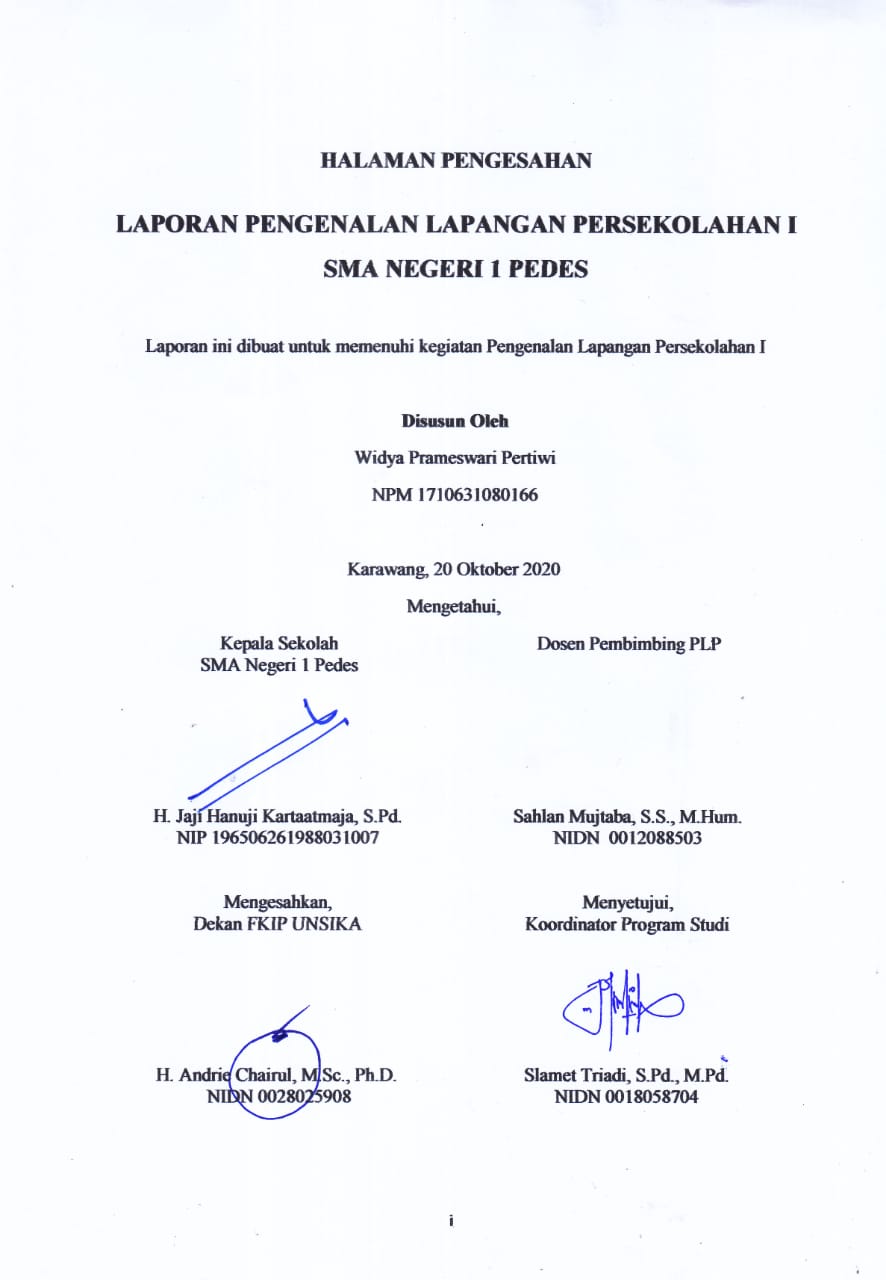 HALAMAN PENGESAHAN
LAPORAN PENGENALAN LAPANGAN PERSEKOLAHAN I
SMA NEGERI 1 PEDES
Laporan ini dibuat untuk memenuhi kegiatan Pengenalan Lapangan Persekolahan I
Disusun Oleh
Widya Prameswari Pertiwi
NPM 1710631080166
Karawang, 20 Oktober 2020
Mengetahui,
Kepala Sekolah
SMA Negeri 1 Pedes
Dosen Pembimbing PLP
H. Jaji Hanuji Kartaatmaja, S.Pd.
NIP 196506261988031007
Sahlan Mujtaba, S.S., M.Hum.
NIDN 0012088503
Mengesahkan,
Dekan FKIP UNSIKA
Menyetujui,
Koordinator Program Studi
H. Andrie Chairul, M.Sc., Ph.D.
NIDN 0028025908
Slamet Triadi, S.Pd., M.Pd.
NIDN 0018058704
i